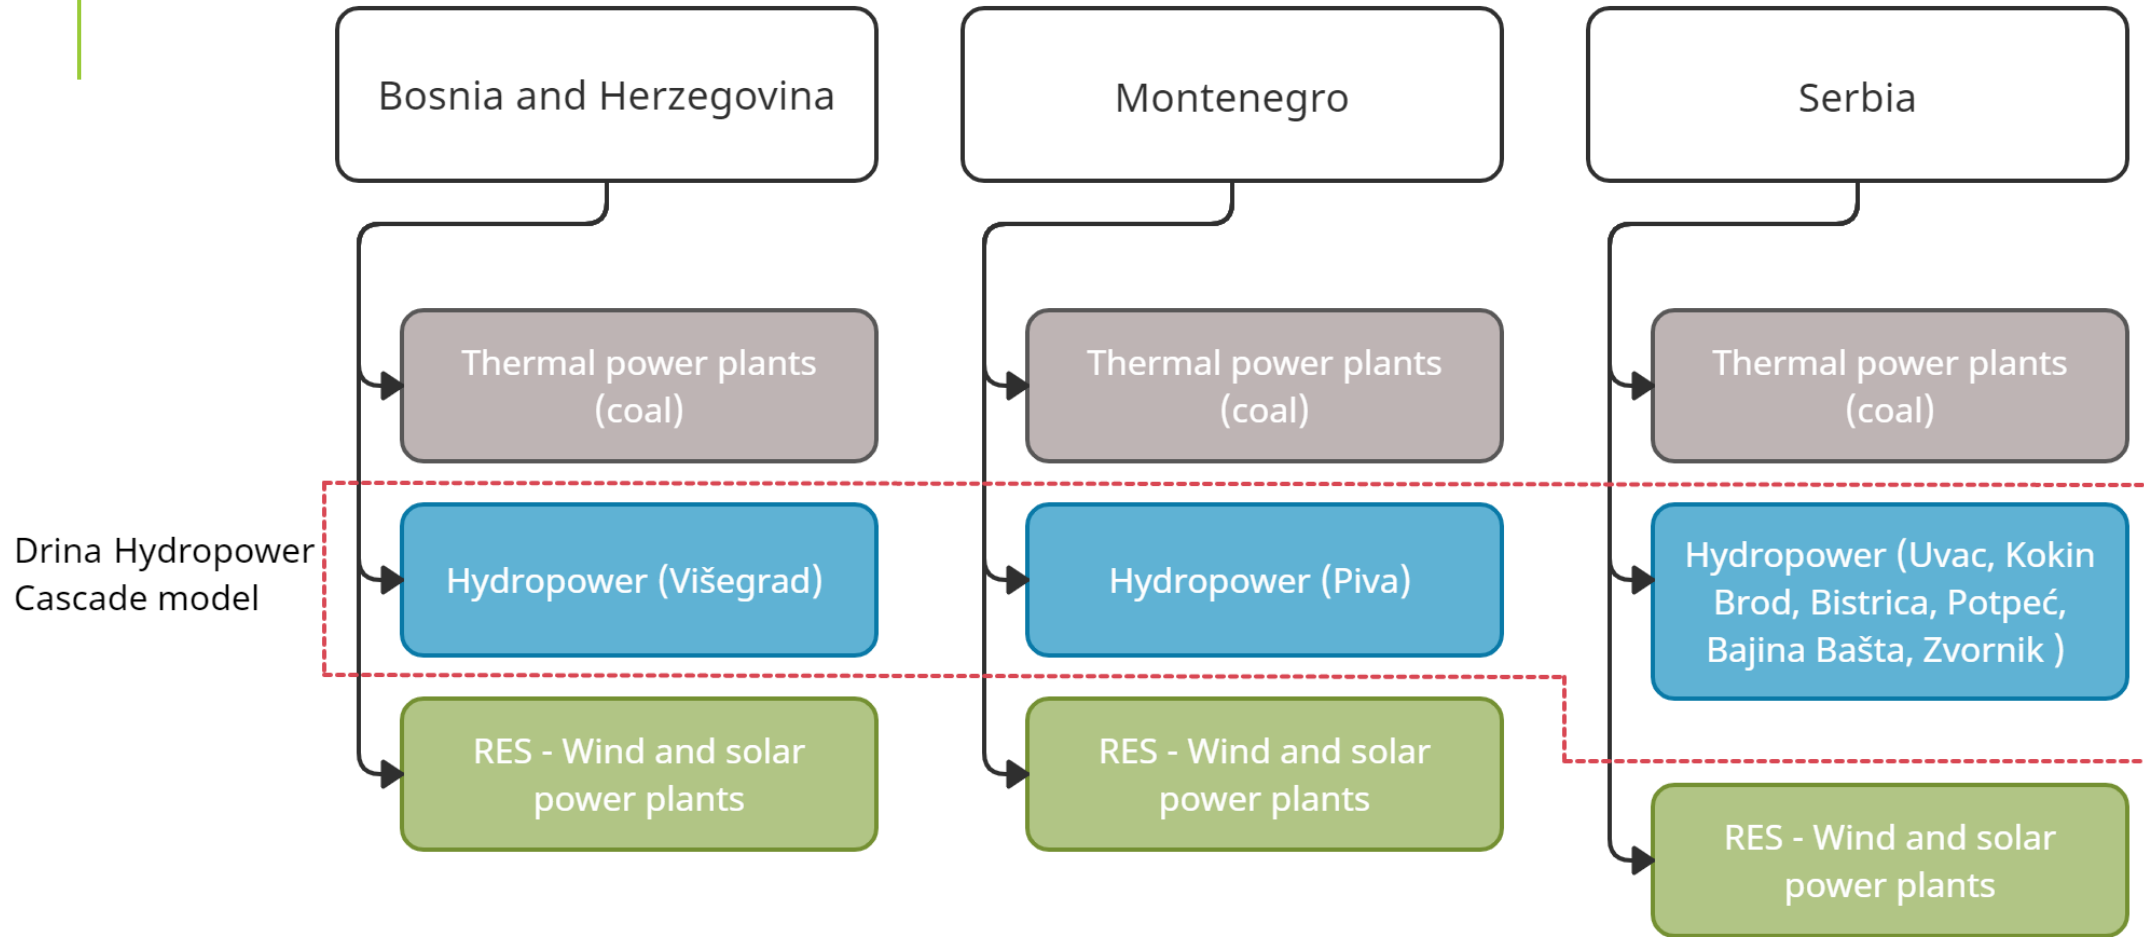 Bosnia and Herzegovina
Montenegro
Serbia
Thermal power plants
(coal)
Thermal power plants
(coal)
Thermal power plants
(coal)
Drina Hydropower
Cascade model
Hydropower (Višegrad)
Hydropower (Piva)
Hydropower (Uvac, Kokin
Brod, Bistrica, Potpeć,
Bajina Bašta, Zvornik )
RES - Wind and solar
power plants
RES - Wind and solar
power plants
RES - Wind and solar
power plants